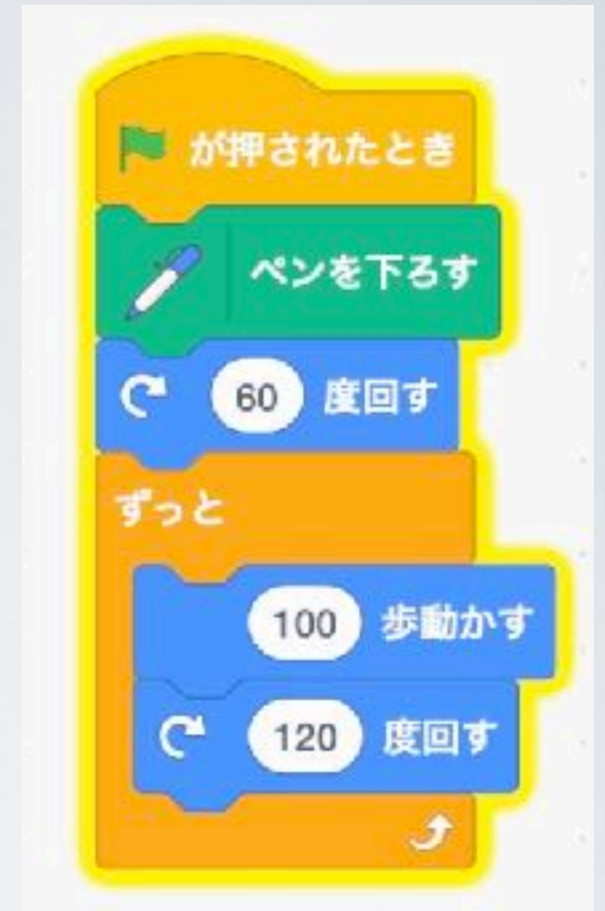 が押されたとき
ペンを下ろす
60 度回す
ずっと
100 歩動かす
120 度回す